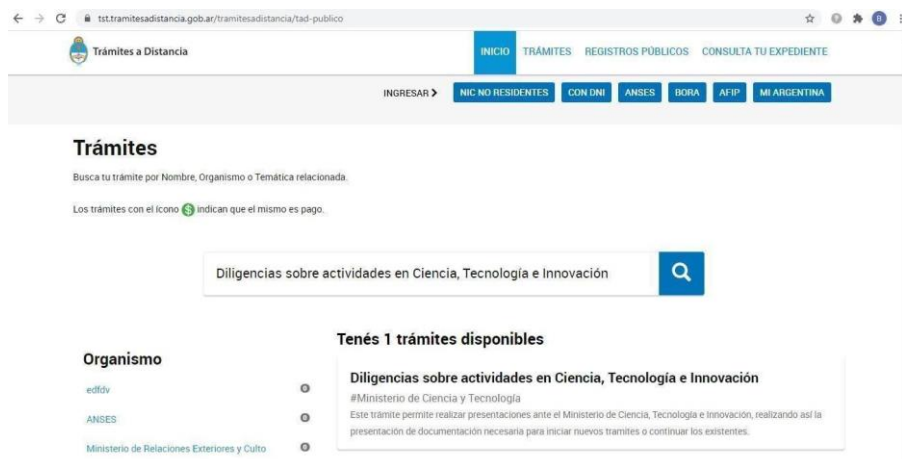 tst.tramitesadistancia.gob.ar/tramitesadistancia/tad-publico
Trámites a Distancia
INICIO TRÁMITES REGISTROS PÚBLICOS CONSULTA TU EXPEDIENTE
INGRESAR NIC NO RESIDENTES CON DNI ANSES BORA AFIP MI ARGENTINA
Trámites
Busca tu trámite por Nombre, Organismo o Temática relacionada.
Los trámites con el ícono indican que el mismo es pago.
Diligencias sobre actividades en Ciencia, Tecnología e Innovación
Tenés 1 trámites disponibles
Organismo
edfdv 0
ANSES 0
Ministerio de Relaciones Exteriores y Culto 0
Diligencias sobre actividades en Ciencia, Tecnología e Innovación
#Ministerio de Ciencia y Tecnología
Este trámite permite realizar presentaciones ante el Ministerio de Ciencia, Tecnología e Innovación, realizando así la
presentación de documentación necesaria para iniciar nuevos tramites o continuar los existentes.